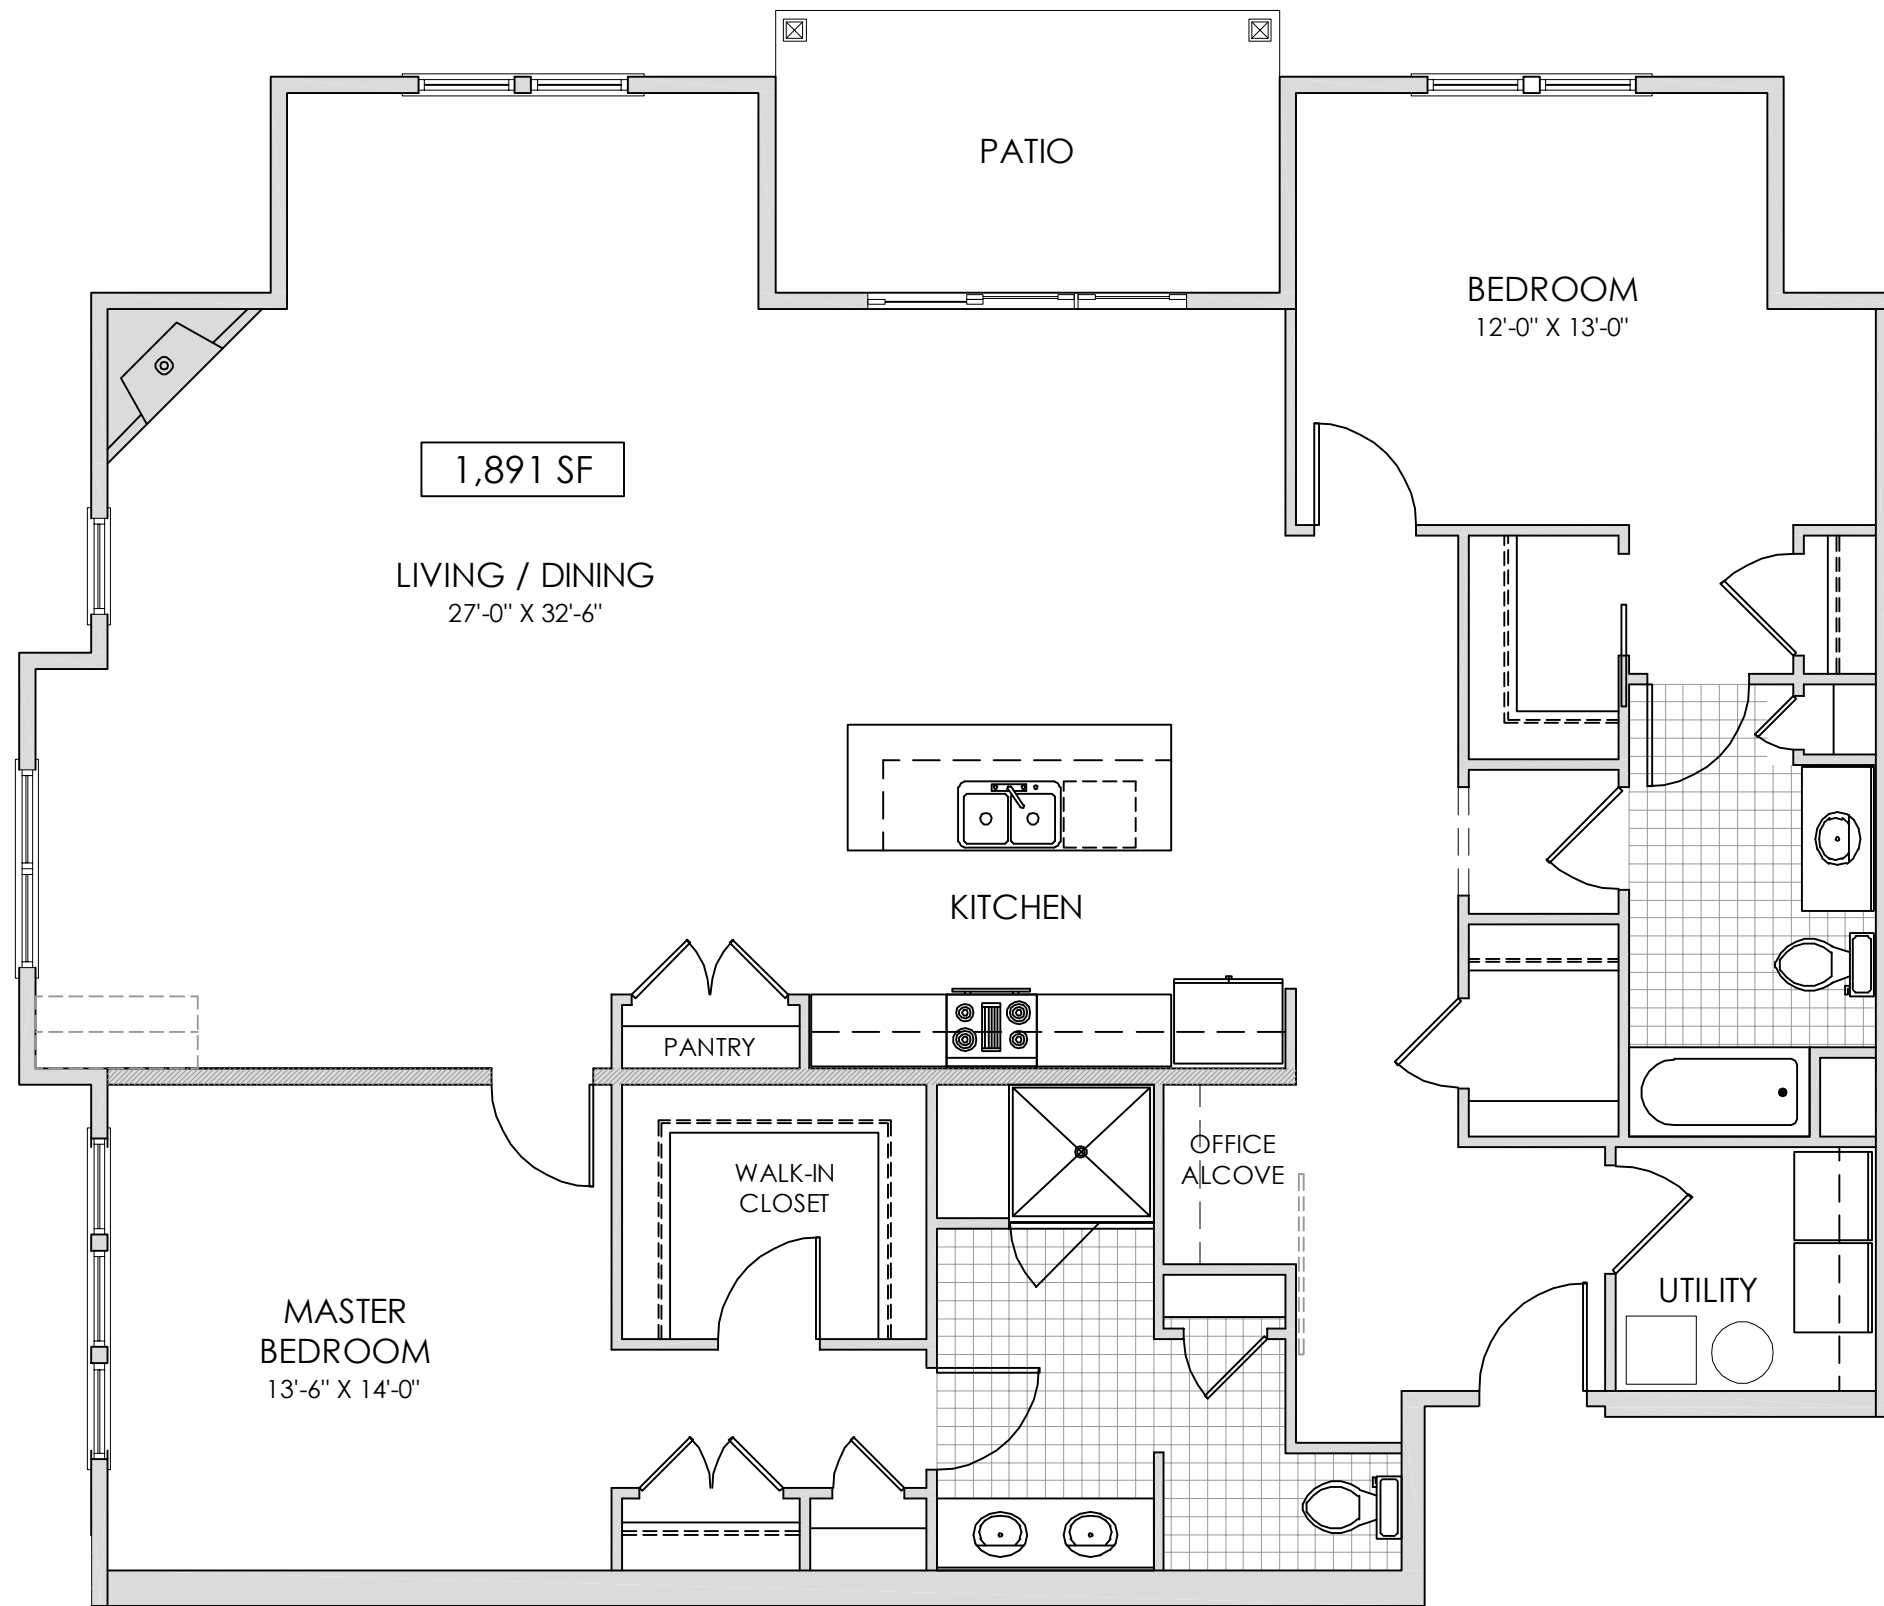 PATIO
BEDROOM
12'-0" X 13'-0"
1,891 SF
LIVING / DINING
27'-0" X 32'-6"
KITCHEN
PANTRY
OFFICE
ALCOVE
WALK-IN
CLOSET
UTILITY
MASTER
BEDROOM
13'-6" X 14'-0"